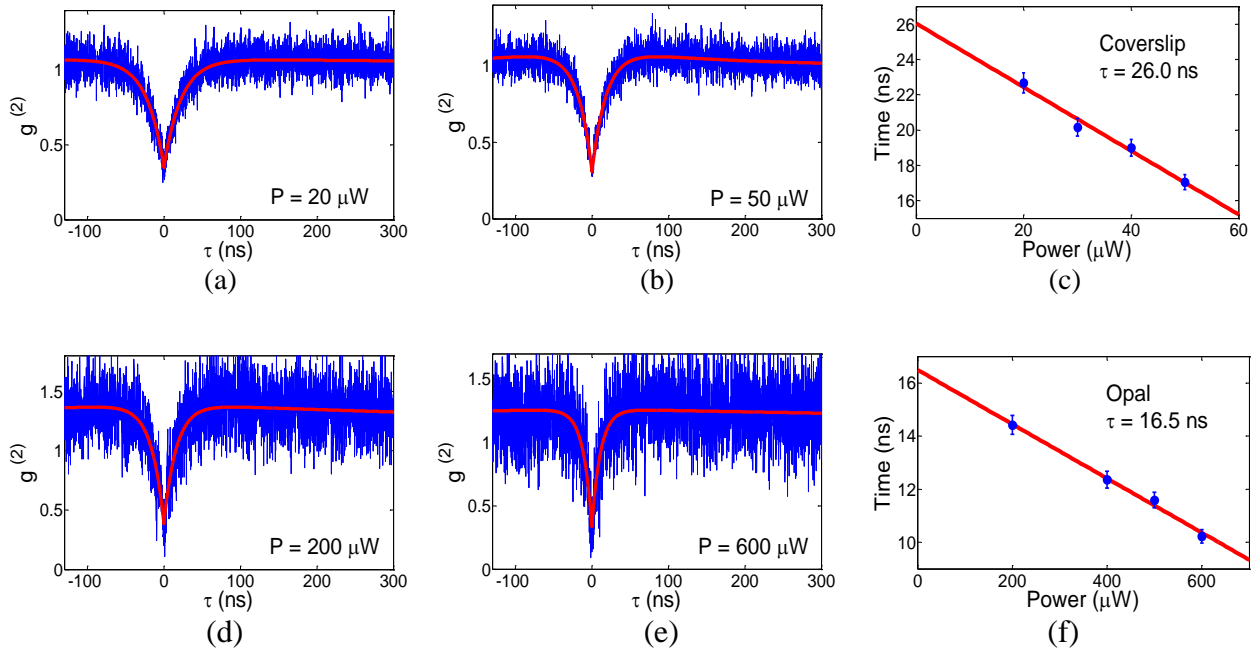 g (2)
1
0.5
0
-100 0 100 200 300
τ (ns)
P = 20 μW
(a)
g (2)
1
0.5
0
-100 0 100 200 300
τ (ns)
P = 50 μW
(b)
Time (ns)
26
24
22
20
18
16
0 20 40 60
Power (μW)
Coverslip
τ = 26.0 ns
(c)
g (2)
1.5
1
0.5
0
-100 0 100 200 300
τ (ns)
P = 200 μW
(d)
g (2)
1.5
1
0.5
0
-100 0 100 200 300
τ (ns)
P = 600 μW
(e)
Time (ns)
16
14
12
10
0 200 400 600
Power (μW)
Opal
τ = 16.5 ns
(f)